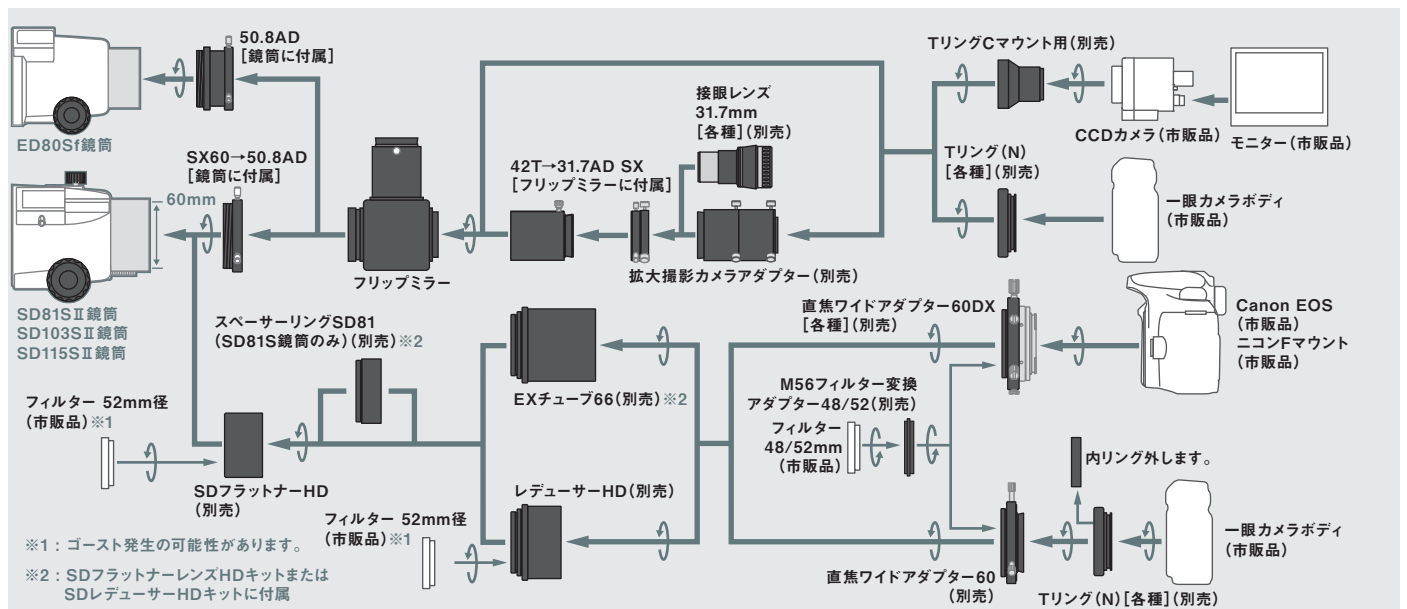 50.8AD
[鏡筒に付属]
ED80Sf鏡筒
SX60→50.8AD
[鏡筒に付属]
60mm
SD81SⅡ鏡筒
SD103SⅡ鏡筒
SD115SⅡ鏡筒
フリップミラー
42T→31.7AD SX
[フリップミラーに付属]
接眼レンズ
31.7mm
[各種](別売)
拡大撮影カメラアダプター(別売)
TリングCマウント用(別売)
CCDカメラ(市販品)
モニター(市販品)
Tリング(N)
[各種](別売)
一眼カメラボディ
(市販品)
スペーサーリングSD81
(SD81S鏡筒のみ)(別売)※2
フィルター 52mm径
(市販品)※1
SDフラットナーHD
(別売)
EXチューブ66(別売)※2
レデューサーHD(別売)
フィルター 52mm径
(市販品)※1
直焦ワイドアダプター60DX
[各種](別売)
Canon EOS
(市販品)
ニコンFマウント
(市販品)
M56フィルター変換
アダプター48/52(別売)
フィルター
48/52mm
(市販品)
内リング外します。
直焦ワイドアダプター60
(別売)
Tリング(N)[各種](別売)
一眼カメラボディ
(市販品)
※1:ゴースト発生の可能性があります。
※2:SDフラットナーレンズHDキットまたは
SDレデューサーHDキットに付属